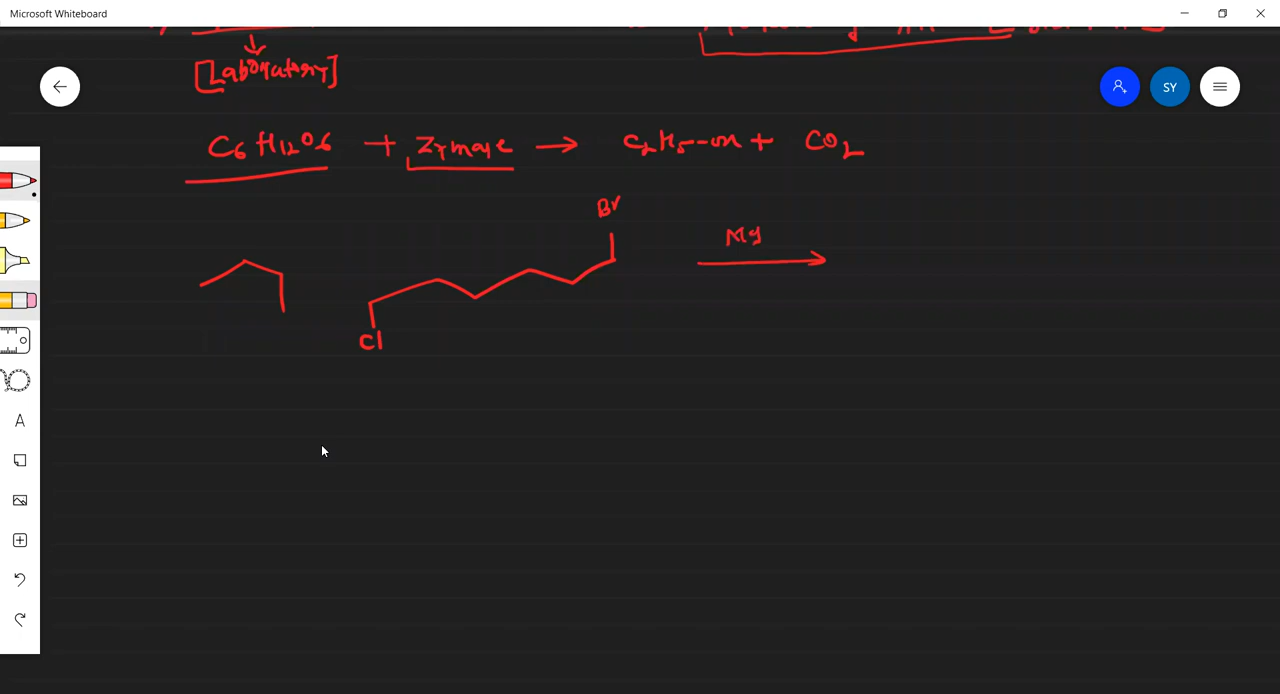 Microsoft Whiteboard
[Laboratory]
SY
C6H12O6 + Zymase → C2H5-OH + CO2
Br
Mg
Cl
A